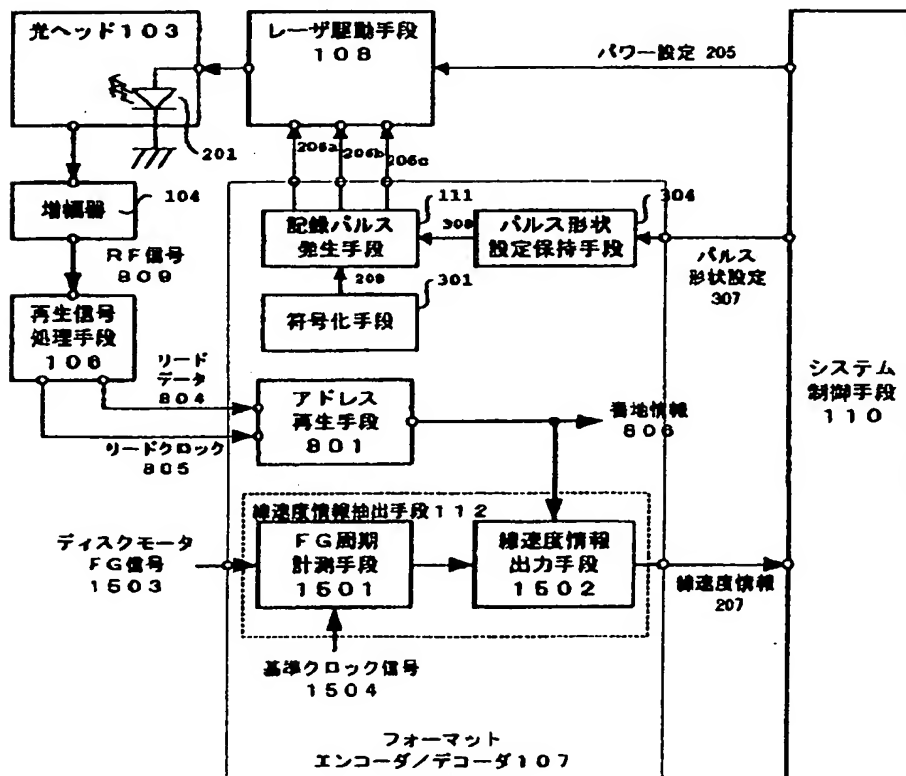 光ヘッド103
201
レーザ駆動手段
108
パワー設定 205
206a
206b
206c
増幅器
104
RF信号
809
再生信号
処理手段
106
記録パルス
発生手段
111
308
パルス形状
設定保持手段
304
パルス
形状設定
307
208
符号化手段
301
システム
制御手段
110
リード
データ
804
リードクロック
805
アドレス
再生手段
801
番地情報
806
線速度情報抽出手段112
ディスクモータ
FG信号
1503
FG周期
計測手段
1501
線速度情報
出力手段
1502
線速度情報
207
基準クロック信号
1504
フォーマット
エンコーダ/デコーダ107